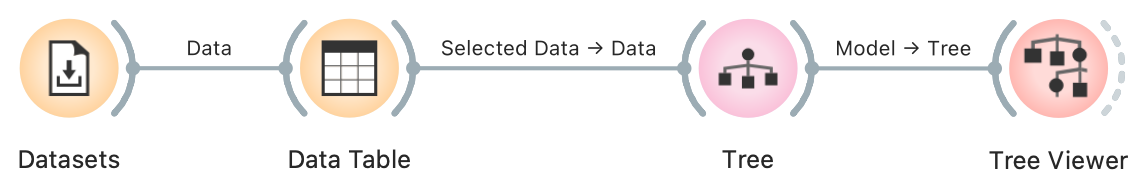 Data
Selected Data → Data
Model → Tree
Datasets
Data Table
Tree
Tree Viewer